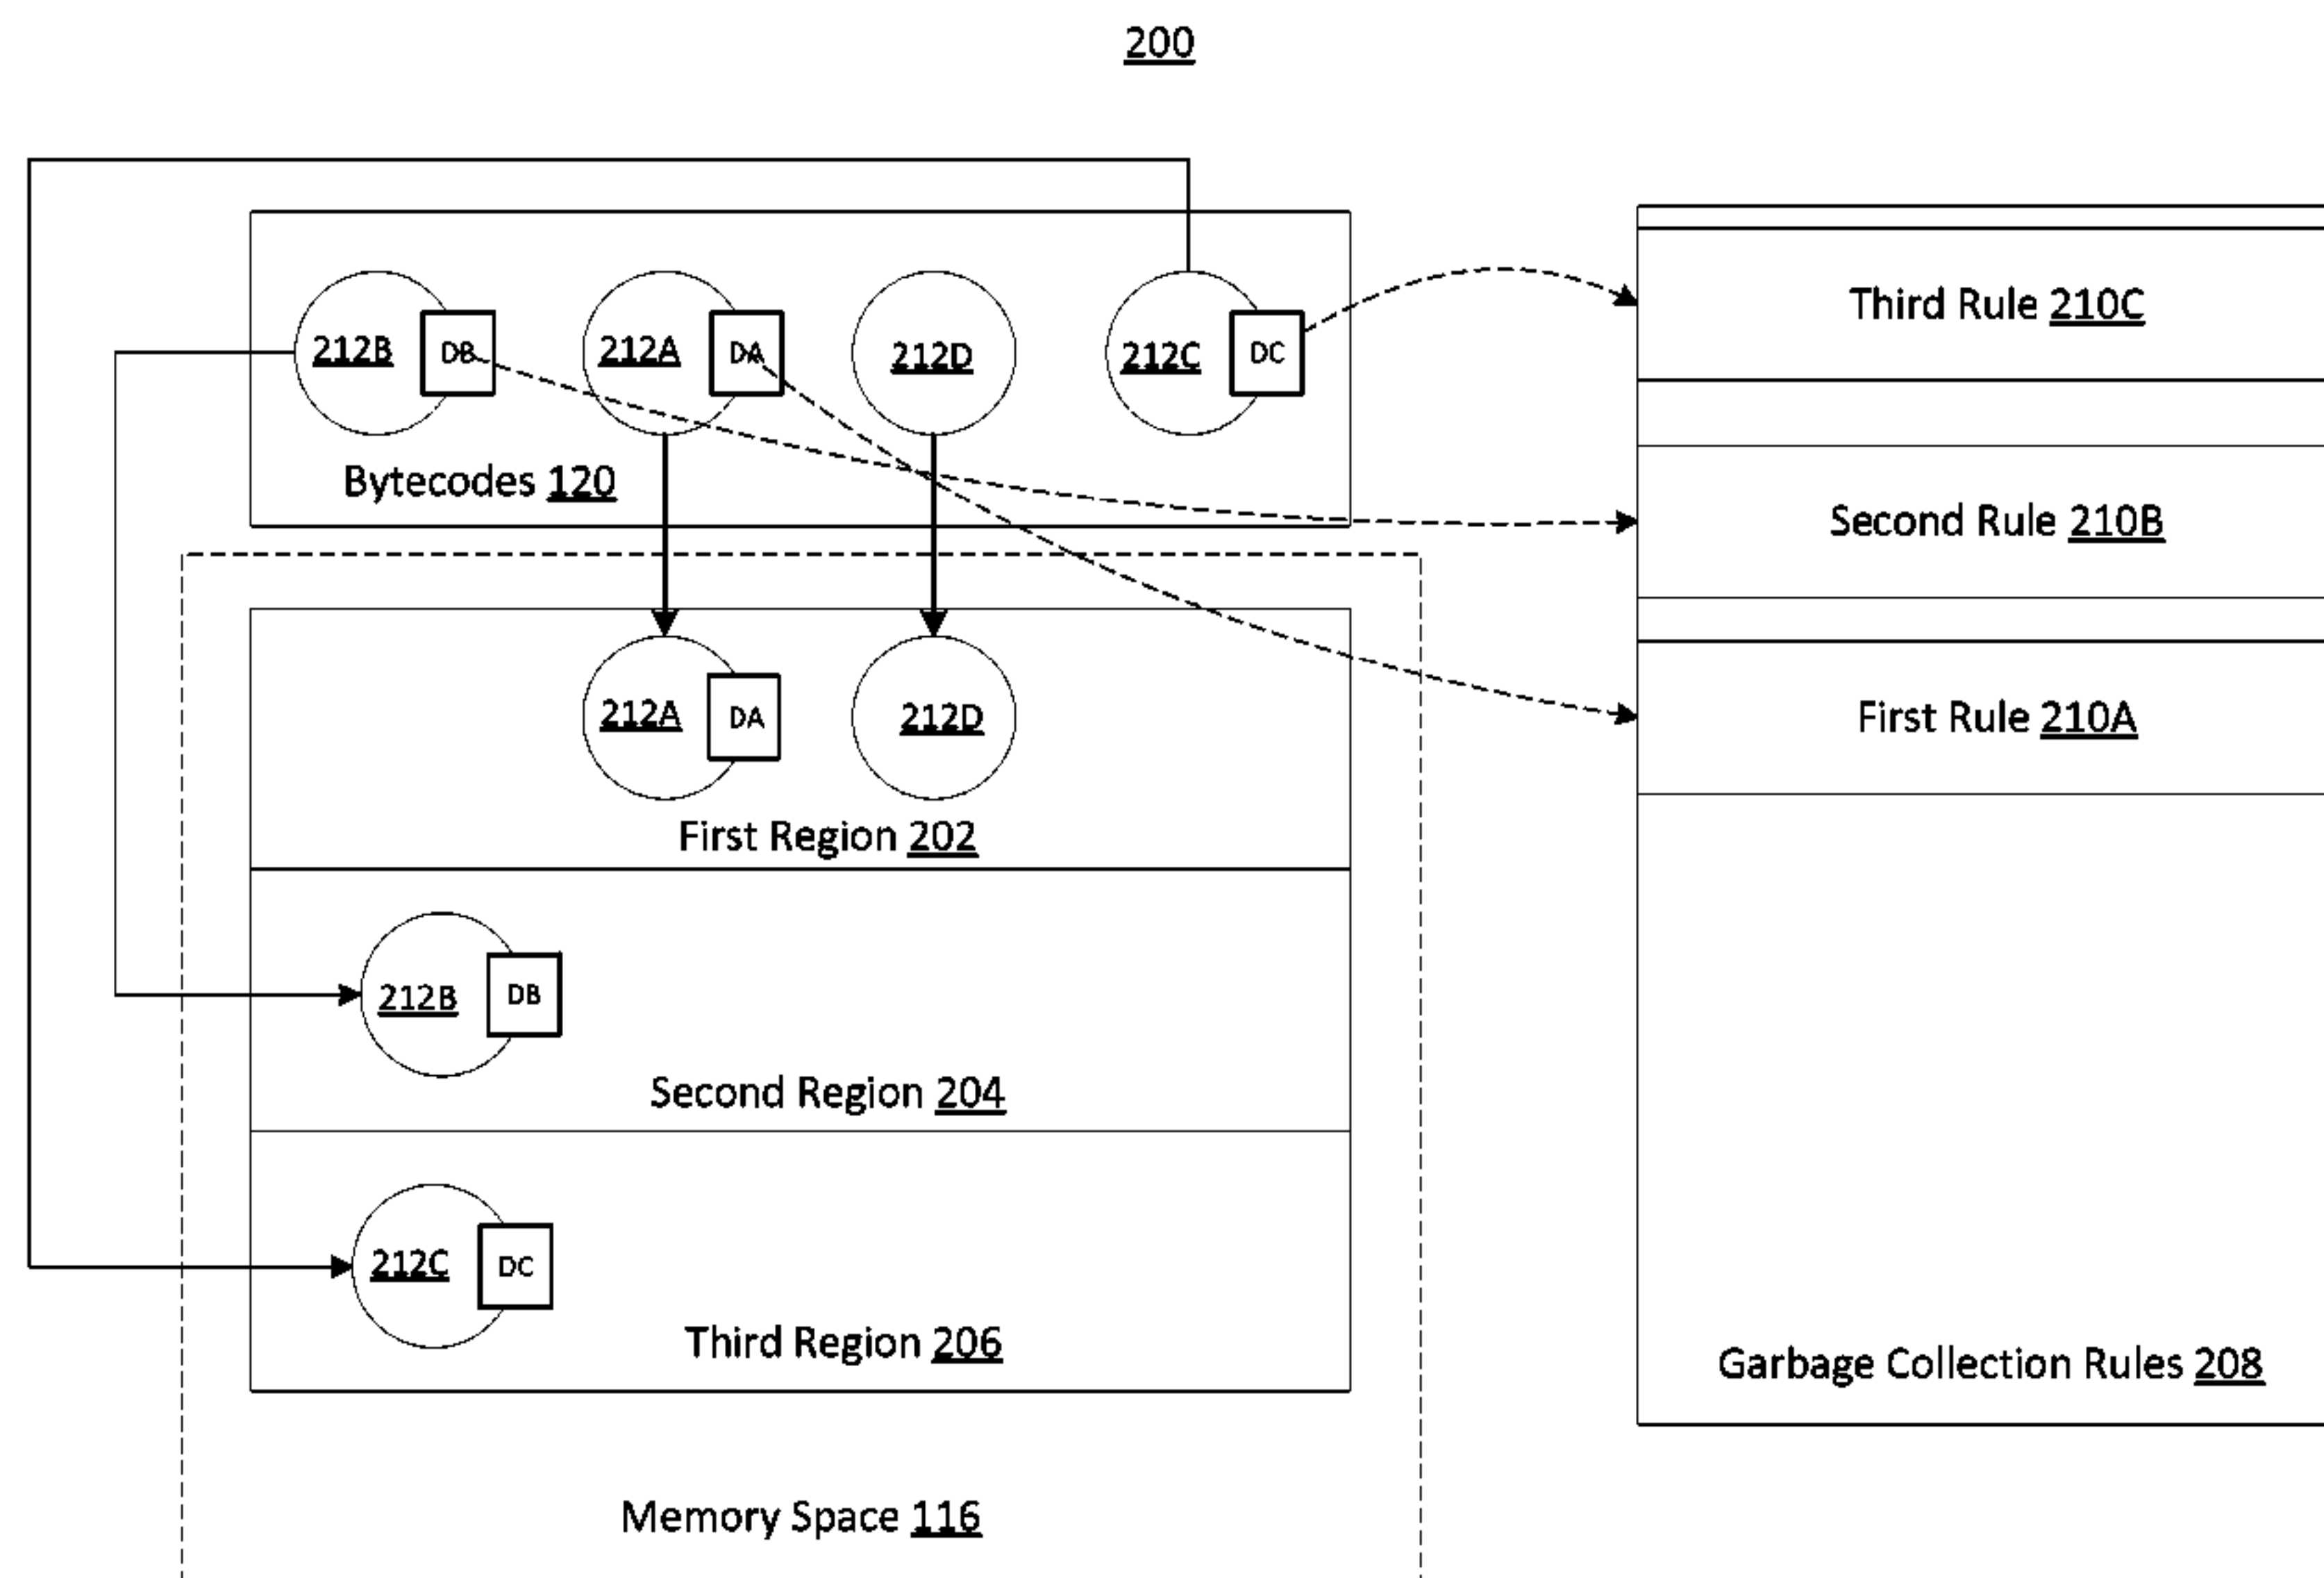 200
212B DB 212A DA 212D 212C DC
Third Rule 210C
Bytecodes 120
Second Rule 210B
212A DA 212D
First Rule 210A
First Region 202
212B DB
Second Region 204
212C DC
Third Region 206
Garbage Collection Rules 208
Memory Space 116